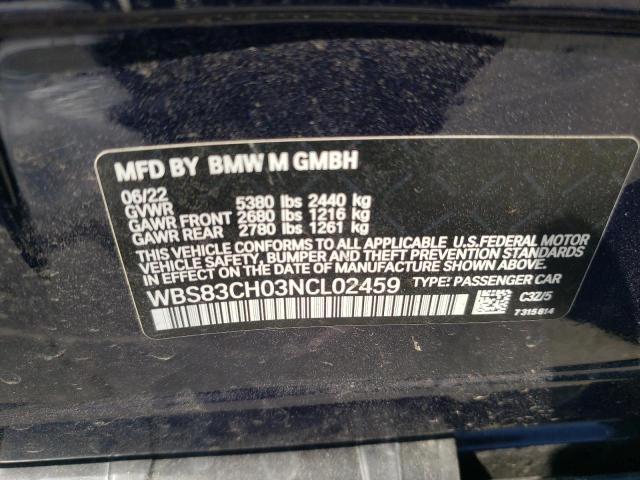 MFD BY BMW M GMBH
06/22
GVWR 5380 lbs 2440 kg
GAWR FRONT 2680 lbs 1216 kg
GAWR REAR 2780 lbs 1261 kg
THIS VEHICLE CONFORMS TO ALL APPLICABLE U.S.FEDERAL MOTOR
VEHICLE SAFETY, BUMPER AND THEFT PREVENTION STANDARDS
IN EFFECT ON THE DATE OF MANUFACTURE SHOWN ABOVE.
WBS83CH03NCL02459 TYPE: PASSENGER CAR
C3Z/5
7315814